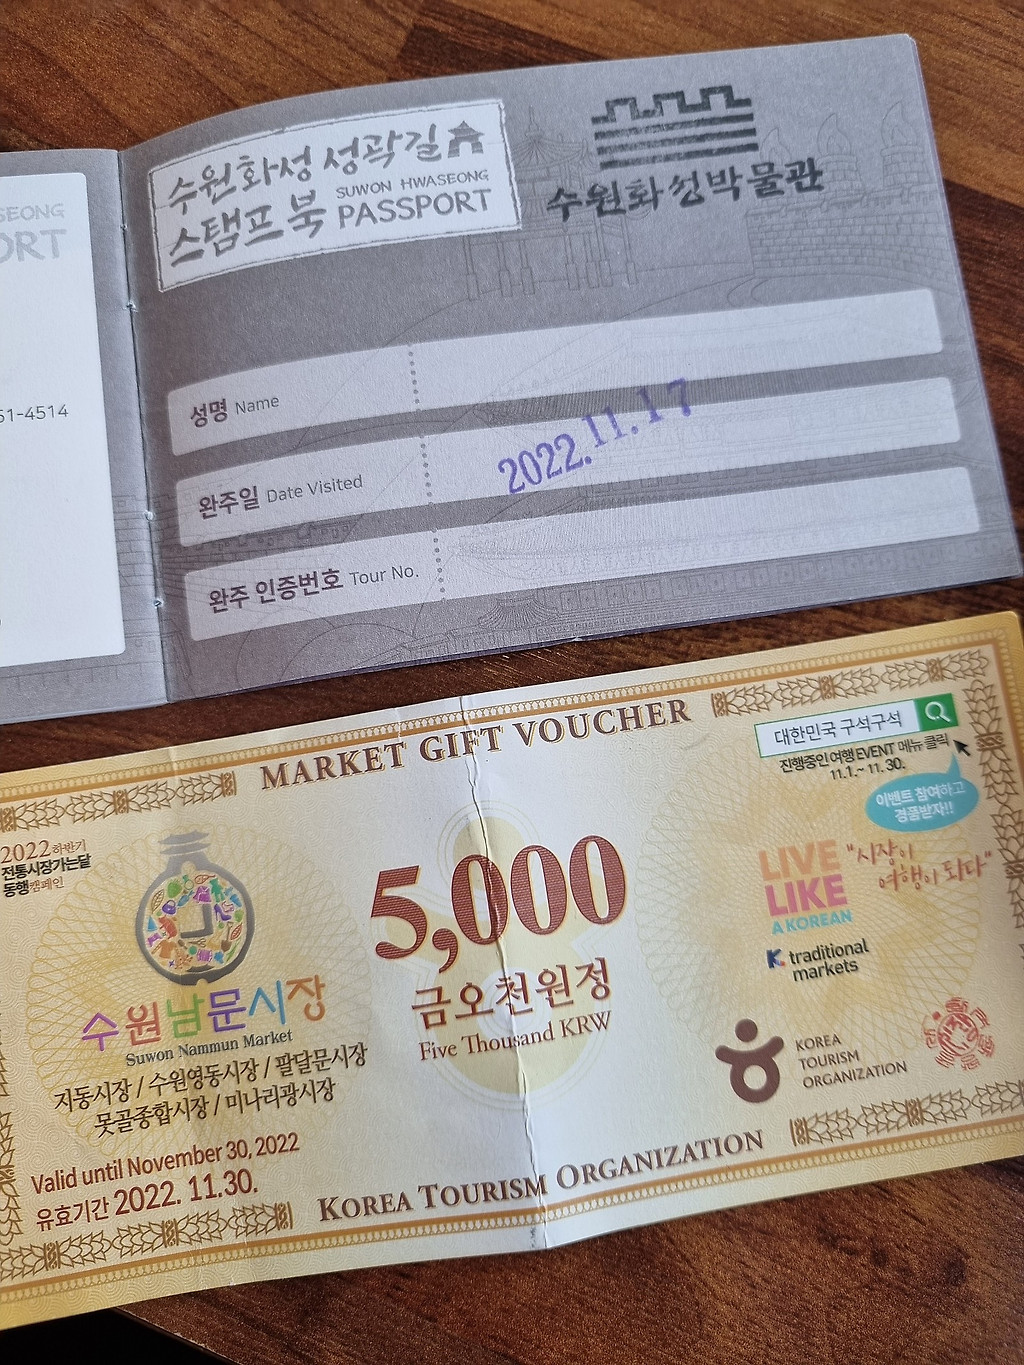 SEONG
ORT
51-4514
수원화성 성곽길
스탬프 북 SUWON HWASEONG
PASSPORT
수원화성박물관
성명 Name
완주일 Date Visited
2022.11.17
완주 인증번호 Tour No.
MARKET GIFT VOUCHER
대한민국 구석구석
진행중인 여행 EVENT 메뉴 클릭
11.1.~ 11.30.
이벤트 참여하고
경품받자!!
2022 하반기
전통시장가는달
동행캠페인
수원남문시장
Suwon Nammun Market
지동시장 / 수원영동시장 / 팔달문시장
못골종합시장 / 미나리광시장
Valid until November 30, 2022
유효기간 2022. 11.30.
5,000
금오천원정
Five Thousand KRW
LIVE
LIKE
A KOREAN
"시장이
여행이 되다"
K traditional
markets
KOREA
TOURISM
ORGANIZATION
KOREA TOURISM ORGANIZATION